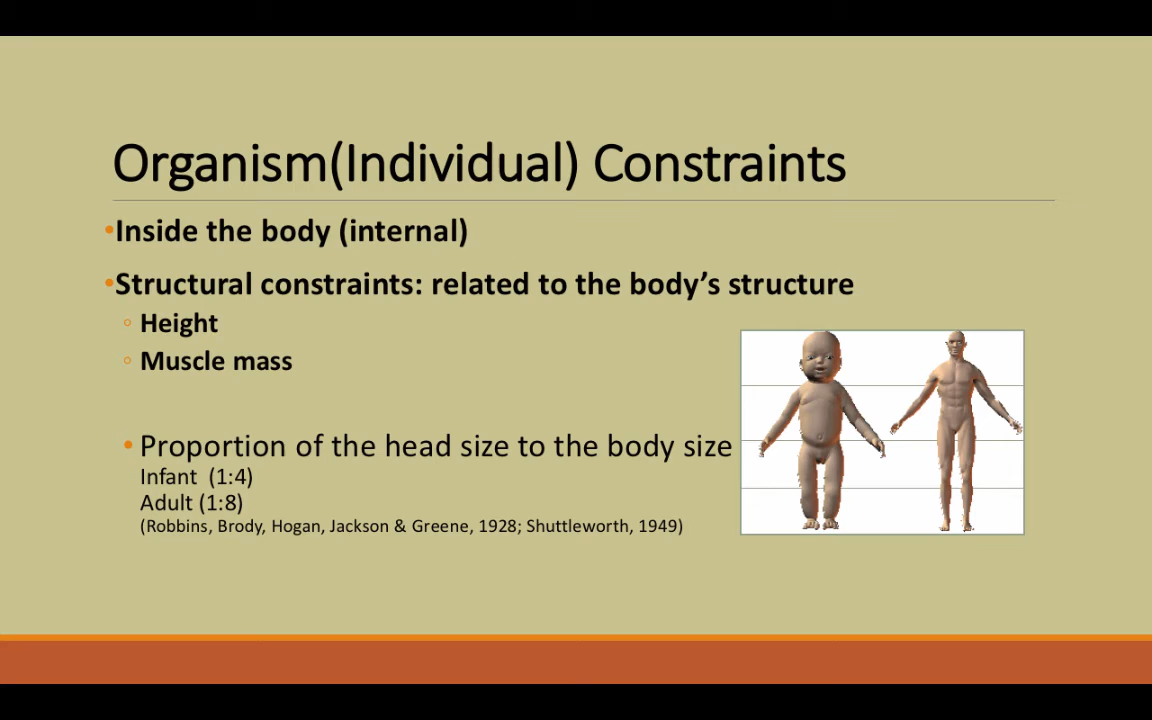 Organism(Individual) Constraints
•Inside the body (internal)
•Structural constraints: related to the body’s structure
◦ Height
◦ Muscle mass
• Proportion of the head size to the body size
Infant  (1:4)
Adult (1:8)
(Robbins, Brody, Hogan, Jackson & Greene, 1928; Shuttleworth, 1949)